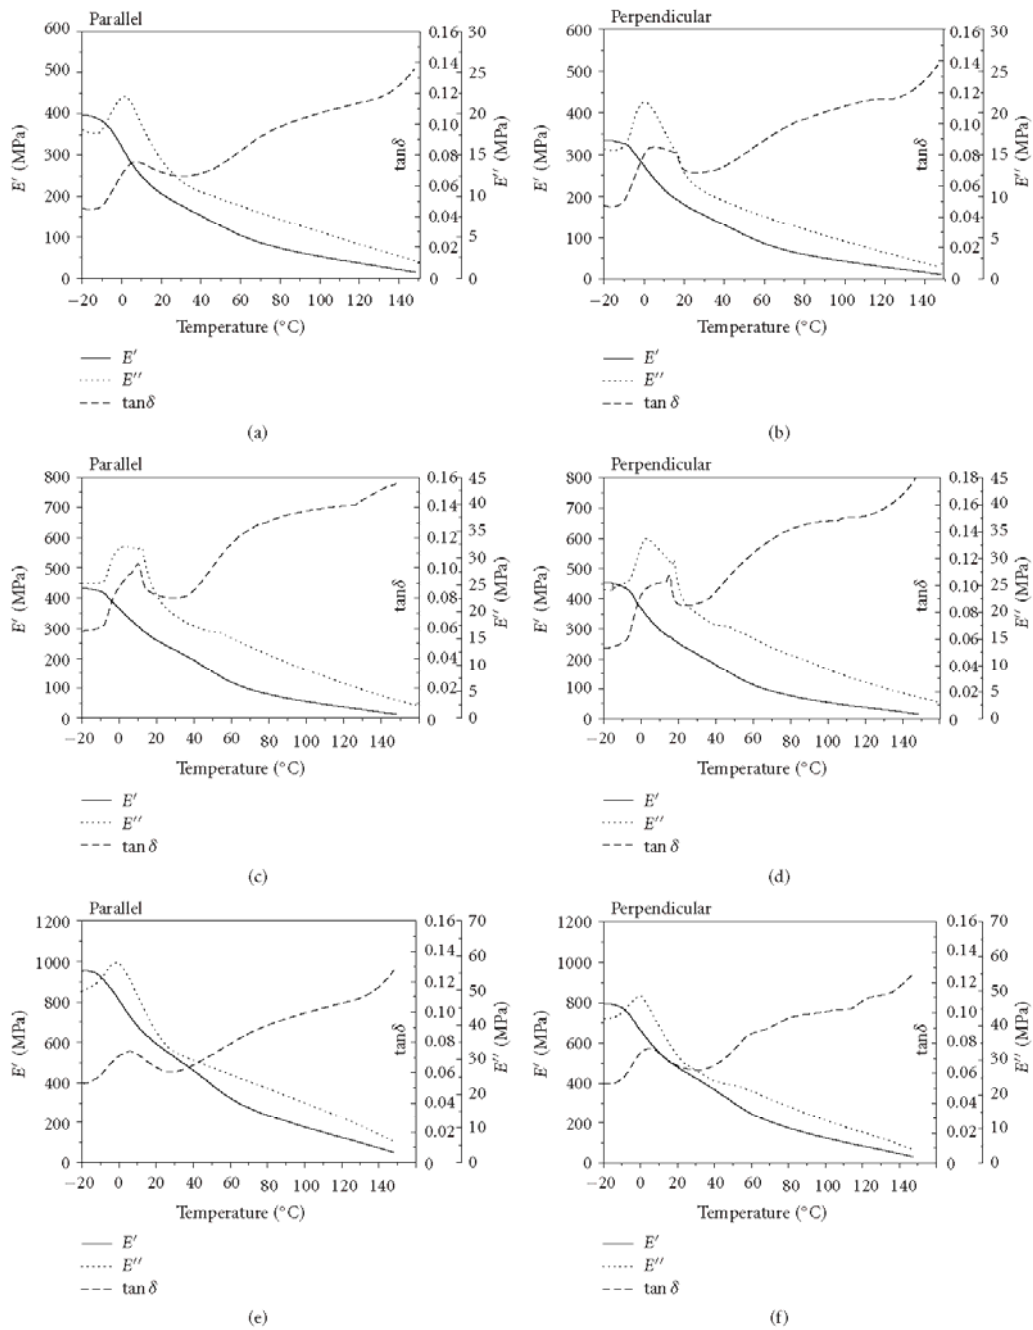 Parallel
600
500
400
300
200
100
0
E′ (MPa)
−20 0 20 40 60 80 100 120 140
Temperature (°C)
0.16
0.14
0.12
0.10
0.08
0.06
0.04
0.02
0
tanδ
30
25
20
15
10
5
0
E′′ (MPa)
E′
E′′
tanδ
(a)
Perpendicular
600
500
400
300
200
100
0
E′ (MPa)
−20 0 20 40 60 80 100 120 140
Temperature (°C)
0.16
0.14
0.12
0.10
0.08
0.06
0.04
0.02
0
tanδ
30
25
20
15
10
5
0
E′′ (MPa)
E′
E′′
tan δ
(b)
Parallel
800
700
600
500
400
300
200
100
0
E′ (MPa)
−20 0 20 40 60 80 100 120 140
Temperature (°C)
0.16
0.14
0.12
0.10
0.08
0.06
0.04
0.02
0
tanδ
45
40
35
30
25
20
15
10
5
0
E′′ (MPa)
E′
E′′
tan δ
(c)
Perpendicular
800
700
600
500
400
300
200
100
0
E′ (MPa)
−20 0 20 40 60 80 100 120 140
Temperature (°C)
0.18
0.14
0.12
0.10
0.08
0.06
0.04
0.02
0
tanδ
45
40
35
30
25
20
15
10
5
0
E′′ (MPa)
E′
E′′
tan δ
(d)
Parallel
1200
1000
800
600
400
200
0
E′ (MPa)
−20 0 20 40 60 80 100 120 140
Temperature (°C)
0.16
0.14
0.12
0.10
0.08
0.06
0.04
0.02
0
tanδ
70
60
50
40
30
20
10
0
E′′ (MPa)
E′
E′′
tan δ
(e)
Perpendicular
1200
1000
800
600
400
200
0
E′ (MPa)
−20 0 20 40 60 80 100 120 140
Temperature (°C)
0.16
0.14
0.12
0.10
0.08
0.06
0.04
0.02
0
tanδ
70
60
50
40
30
20
10
0
E′′ (MPa)
E′
E′′
tan δ
(f)